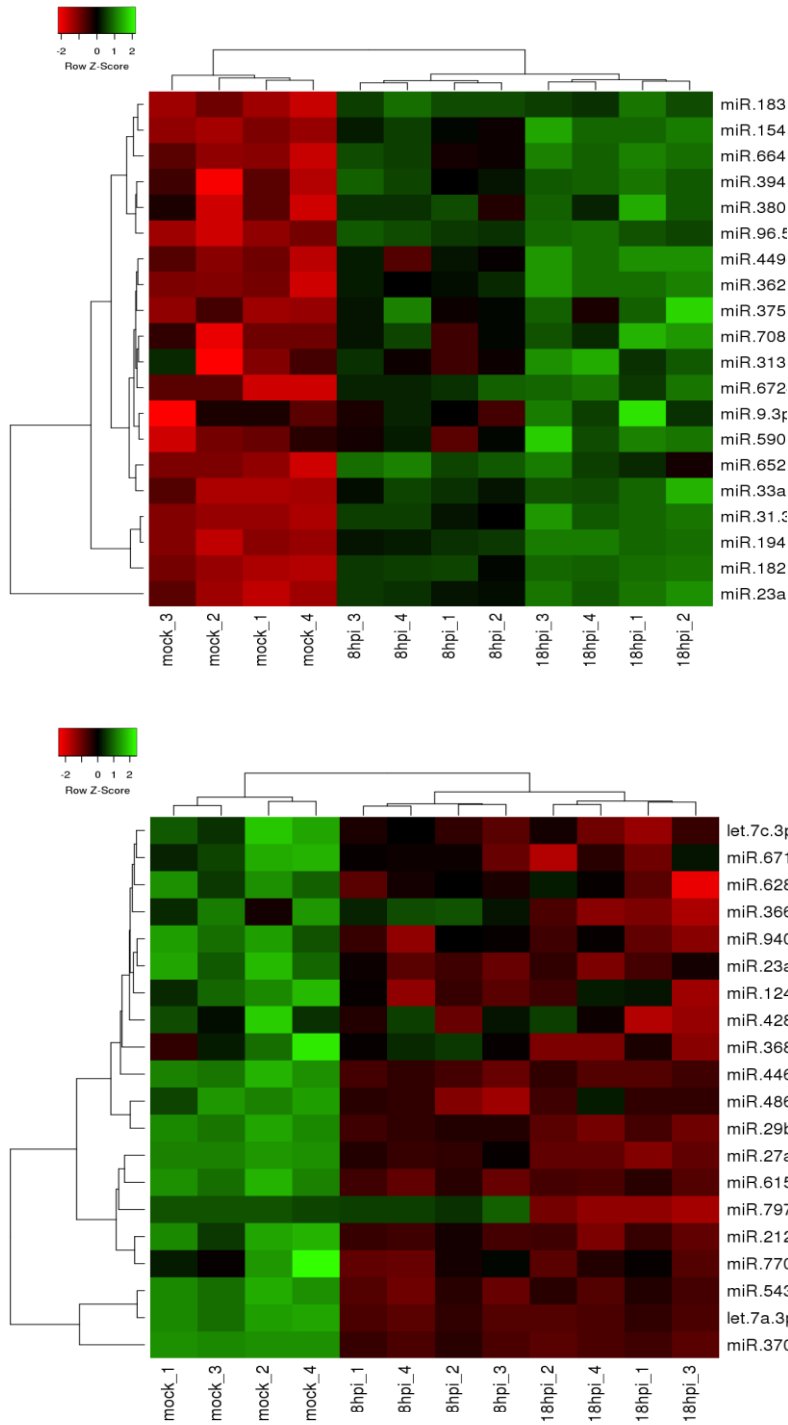 -2 0 1 2
Row Z-Score
miR.183
miR.154
miR.664
miR.394
miR.380
miR.96.5
miR.449
miR.362
miR.375
miR.708
miR.313
miR.672
miR.9.3p
miR.590
miR.652
miR.33a
miR.31.3
miR.194
miR.182
miR.23a
mock_3
mock_2
mock_1
mock_4
8hpi_3
8hpi_4
8hpi_1
8hpi_2
18hpi_3
18hpi_4
18hpi_1
18hpi_2
-2 0 1 2
Row Z-Score
let.7c.3p
miR.671
miR.628
miR.366
miR.940
miR.23a
miR.124
miR.428
miR.368
miR.446
miR.486
miR.29b
miR.27a
miR.615
miR.797
miR.212
miR.770
miR.543
let.7a.3p
miR.370
mock_1
mock_3
mock_2
mock_4
8hpi_1
8hpi_4
8hpi_2
8hpi_3
18hpi_2
18hpi_4
18hpi_1
18hpi_3